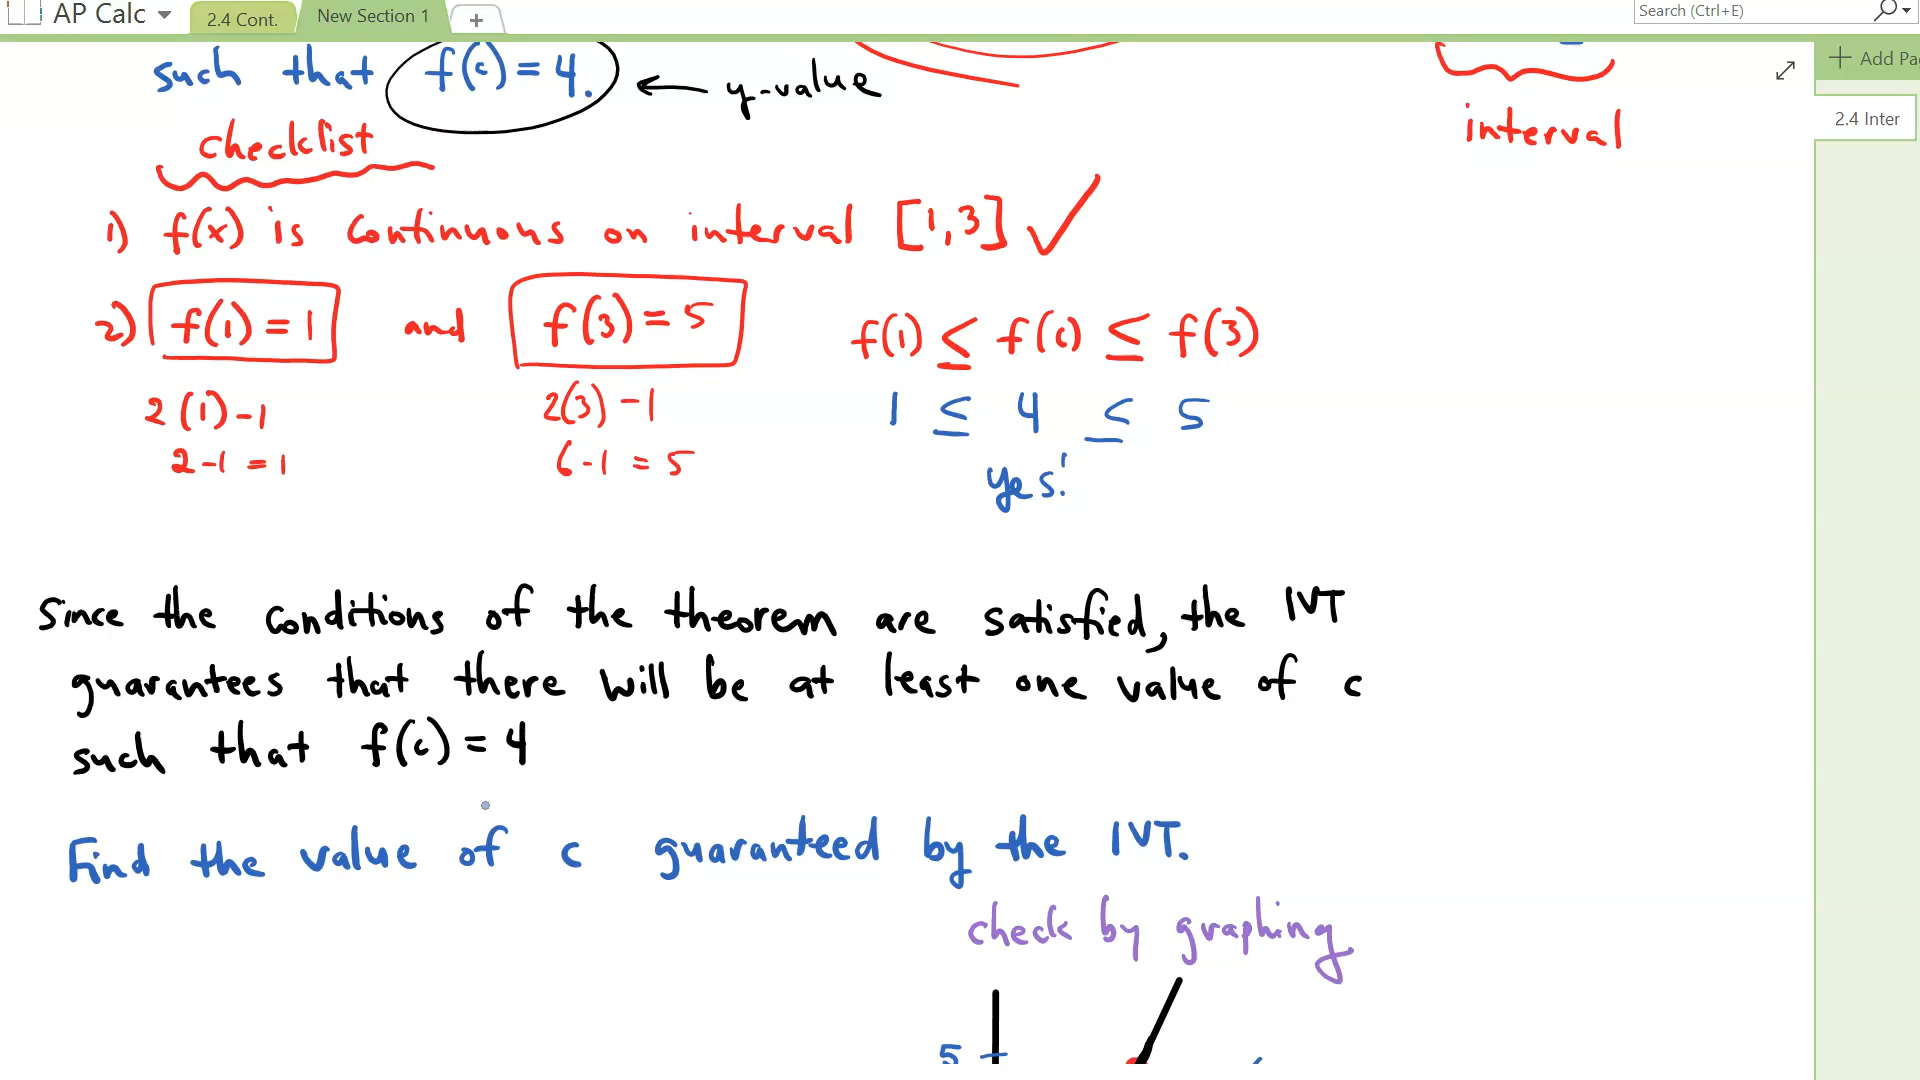 AP Calc
2.4 Cont.
New Section 1
+
Search (Ctrl+E)
Add Pa
2.4 Inter
such that f(c) = 4. ← y-value
interval
checklist
1) f(x) is continuous on interval [1,3] ✓
2) f(1) = 1 and f(3) = 5 f(1) ≤ f(c) ≤ f(3)
2(1) - 1 2(3) - 1 1 ≤ 4 ≤ 5
2 - 1 = 1 6 - 1 = 5 yes!
Since the conditions of the theorem are satisfied, the IVT
guarantees that there will be at least one value of c
such that f(c) = 4
Find the value of c guaranteed by the IVT.
check by graphing
5